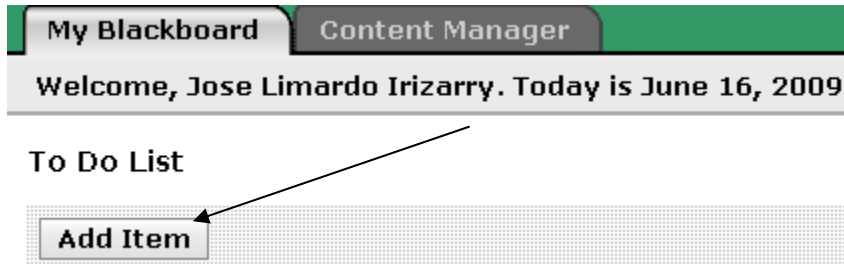 My Blackboard Content Manager
Welcome, Jose Limardo Irizarry. Today is June 16, 2009
To Do List
Add Item